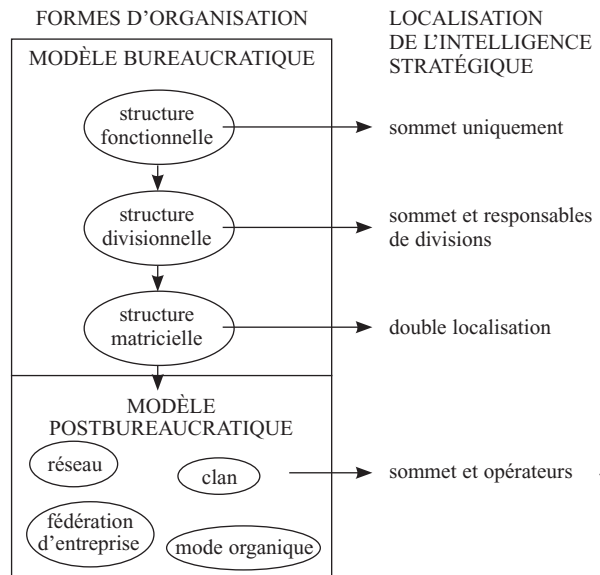 FORMES D'ORGANISATION
LOCALISATION
DE L'INTELLIGENCE
STRATÉGIQUE
MODÈLE BUREAUCRATIQUE
structure
fonctionnelle
sommet uniquement
structure
divisionnelle
sommet et responsables
de divisions
structure
matricielle
double localisation
MODÈLE
POSTBUREAUCRATIQUE
réseau
clan
sommet et opérateurs
fédération
d'entreprise
mode organique